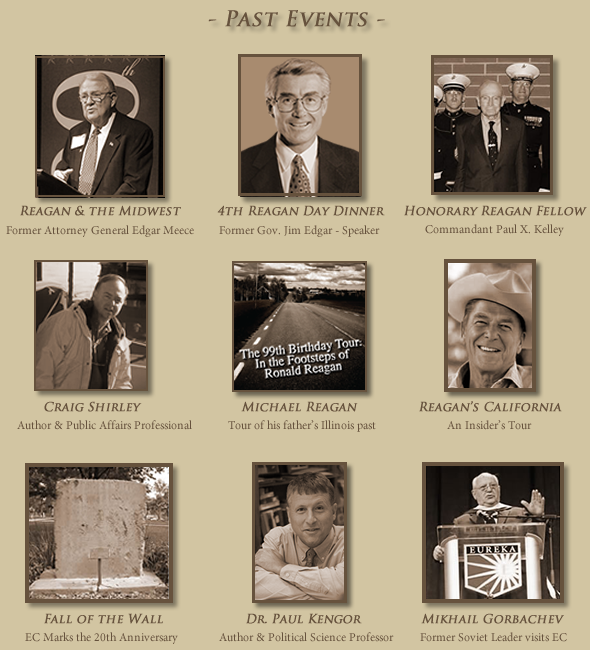 - Past Events -
th
Reagan & the Midwest
Former Attorney General Edgar Meece
4th Reagan Day Dinner
Former Gov. Jim Edgar - Speaker
Honorary Reagan Fellow
Commandant Paul X. Kelley
Craig Shirley
Author & Public Affairs Professional
The 99th Birthday Tour:
In the Footsteps of
Ronald Reagan
Michael Reagan
Tour of his father's Illinois past
Reagan's California
An Insider's Tour
Fall of the Wall
EC Marks the 20th Anniversary
Dr. Paul Kengor
Author & Political Science Professor
EUREKA
Mikhail Gorbachev
Former Soviet Leader visits EC